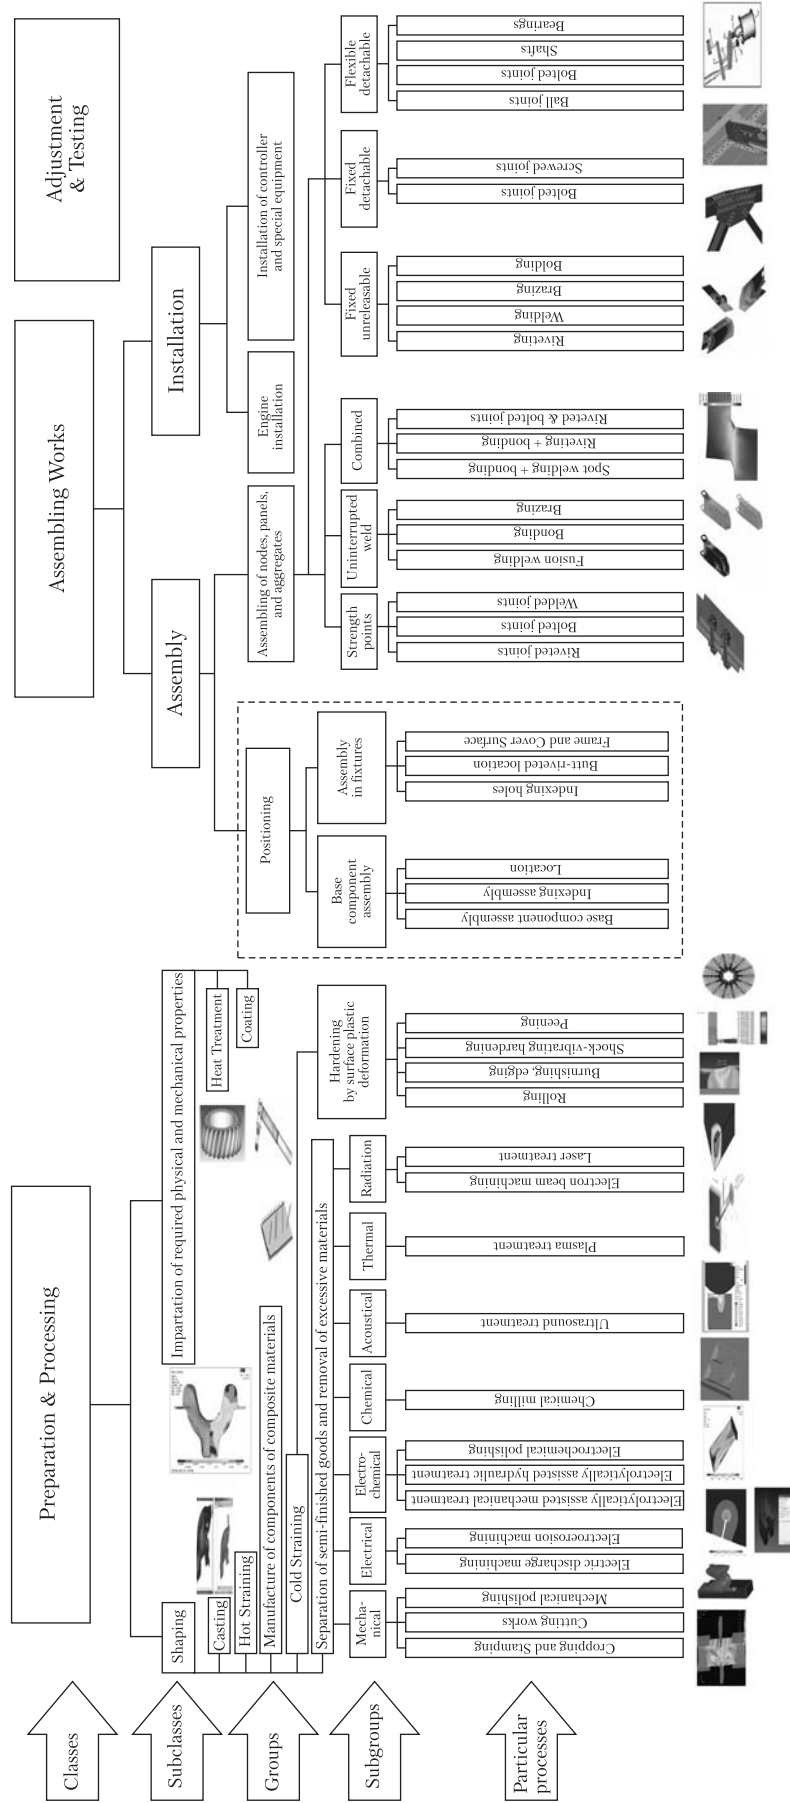 Classes
Preparation & Processing
Assembling Works
Adjustment
& Testing
Subclasses
Shaping
Impartation of required physical and mechanical properties
Assembly
Installation
Groups
Casting
Hot Straining
Manufacture of components of composite materials
Cold Straining
Separation of semi-finished goods and removal of excessive materials
Heat Treatment
Coating
Positioning
Assembling of nodes, panels,
and aggregates
Engine
installation
Installation of controller
and special equipment
Subgroups
Mecha-
nical
Electrical
Electro-
chemical
Chemical
Acoustical
Thermal
Radiation
Hardening
by surface plastic
deformation
Base
component
assembly
Assembly
in fixtures
Strength
points
Uninterrupted
weld
Combined
Fixed
unreleasable
Fixed
detachable
Flexible
detachable
Particular
processes
Cropping and Stamping
Cutting works
Mechanical polishing
Electric discharge machining
Electroerosion machining
Electrolytically assisted mechanical treatment
Electrolytically assisted hydraulic treatment
Electrochemical polishing
Chemical milling
Ultrasound treatment
Plasma treatment
Electron beam machining
Laser treatment
Rolling
Burnishing, edging
Shock-vibrating hardening
Peening
Base component assembly
Indexing assembly
Location
Indexing holes
Butt-riveted location
Frame and Cover Surface
Riveted joints
Bolted joints
Welded joints
Fusion welding
Bonding
Brazing
Spot welding + bonding
Riveting + bonding
Riveted & bolted joints
Riveting
Welding
Brazing
Bolding
Bolted joints
Screwed joints
Ball joints
Bolted joints
Shafts
Bearings